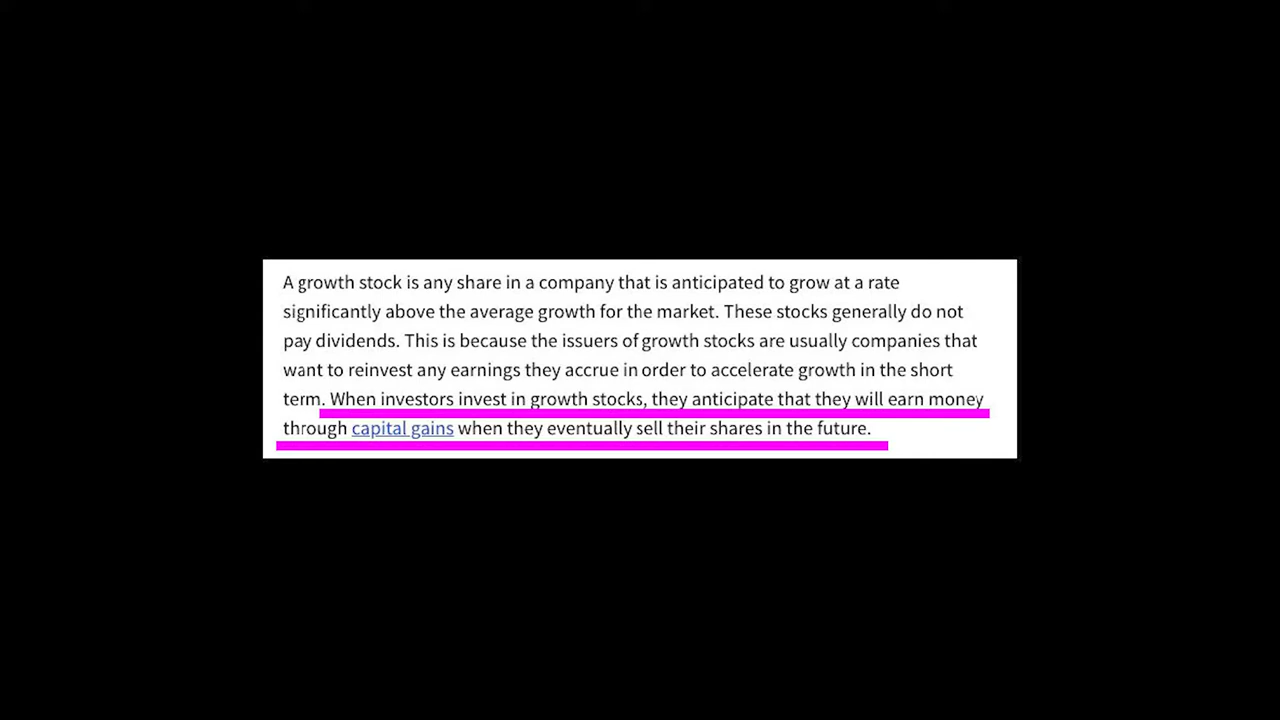 A growth stock is any share in a company that is anticipated to grow at a rate
significantly above the average growth for the market. These stocks generally do not
pay dividends. This is because the issuers of growth stocks are usually companies that
want to reinvest any earnings they accrue in order to accelerate growth in the short
term. When investors invest in growth stocks, they anticipate that they will earn money
through capital gains when they eventually sell their shares in the future.